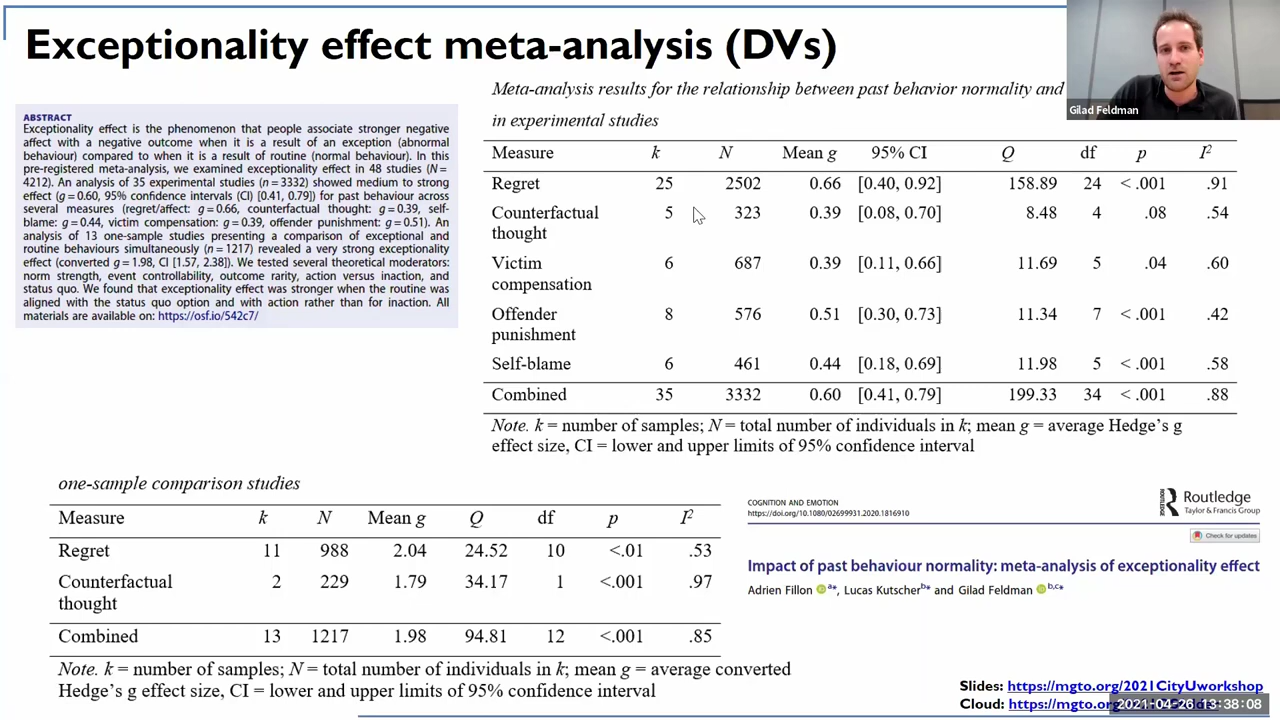 Exceptionality effect meta-analysis (DVs)
Gilad Feldman
ABSTRACT
Exceptionality effect is the phenomenon that people associate stronger negative
affect with a negative outcome when it is a result of an exception (abnormal
behaviour) compared to when it is a result of routine (normal behaviour). In this
pre-registered meta-analysis, we examined exceptionality effect in 48 studies (N =
4212). An analysis of 35 experimental studies (n = 3332) showed medium to strong
effect (g = 0.60, 95% confidence intervals (CI) [0.41, 0.79]) for past behaviour across
several measures (regret/affect: g = 0.66, counterfactual thought: g = 0.39, self-
blame: g = 0.44, victim compensation: g = 0.39, offender punishment: g = 0.51). An
analysis of 13 one-sample studies presenting a comparison of exceptional and
routine behaviours simultaneously (n = 1217) revealed a very strong exceptionality
effect (converted g = 1.98, CI [1.57, 2.38]). We tested several theoretical moderators:
norm strength, event controllability, outcome rarity, action versus inaction, and
status quo. We found that exceptionality effect was stronger when the routine was
aligned with the status quo option and with action rather than for inaction. All
materials are available on: https://osf.io/542c7/
Meta-analysis results for the relationship between past behavior normality and
in experimental studies
Measure k N Mean g 95% CI Q df p I²
Regret 25 2502 0.66 [0.40, 0.92] 158.89 24 < .001 .91
Counterfactual 5 323 0.39 [0.08, 0.70] 8.48 4 .08 .54
thought
Victim 6 687 0.39 [0.11, 0.66] 11.69 5 .04 .60
compensation
Offender 8 576 0.51 [0.30, 0.73] 11.34 7 < .001 .42
punishment
Self-blame 6 461 0.44 [0.18, 0.69] 11.98 5 < .001 .58
Combined 35 3332 0.60 [0.41, 0.79] 199.33 34 < .001 .88
Note. k = number of samples; N = total number of individuals in k; mean g = average Hedge's g
effect size, CI = lower and upper limits of 95% confidence interval
one-sample comparison studies
Measure k N Mean g Q df p I²
Regret 11 988 2.04 24.52 10 <.01 .53
Counterfactual 2 229 1.79 34.17 1 <.001 .97
thought
Combined 13 1217 1.98 94.81 12 <.001 .85
Note. k = number of samples; N = total number of individuals in k; mean g = average converted
Hedge's g effect size, CI = lower and upper limits of 95% confidence interval
COGNITION AND EMOTION
https://doi.org/10.1080/02699931.2020.1816910
ROUTLEDGE
Routledge
Taylor & Francis Group
Check for updates
Impact of past behaviour normality: meta-analysis of exceptionality effect
Adrien Fillon a*, Lucas Kutscher b* and Gilad Feldman b,c*
Slides: https://mgto.org/2021CityUworkshop
Cloud: https://mgto.org/
2021-04-26 13:38:08